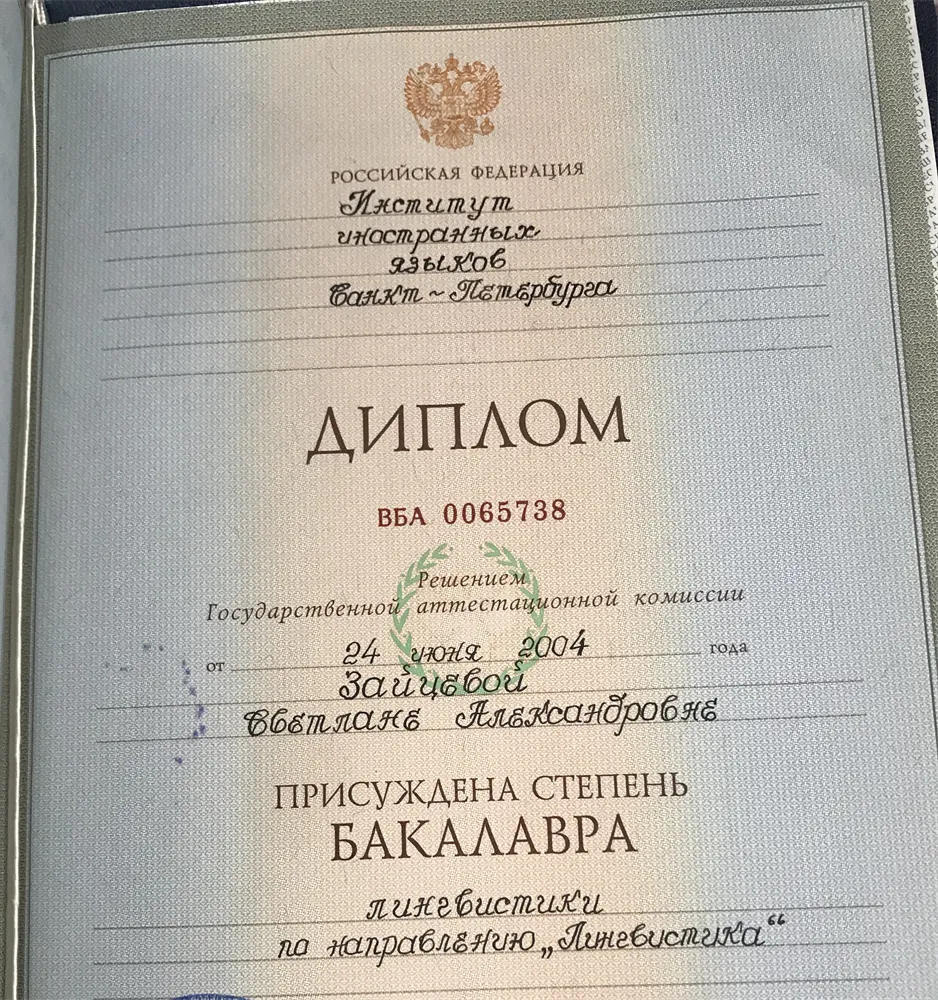 РОССИЙСКАЯ ФЕДЕРАЦИЯ
Институт
иностранных
языков
Санкт-Петербурга
ДИПЛОМ
ВБА 0065738
Решением
Государственной аттестационной комиссии
от 24 июня 2004 года
Зайцевой
Светлане Александровне
ПРИСУЖДЕНА СТЕПЕНЬ
БАКАЛАВРА
лингвистики
по направлению „Лингвистика“